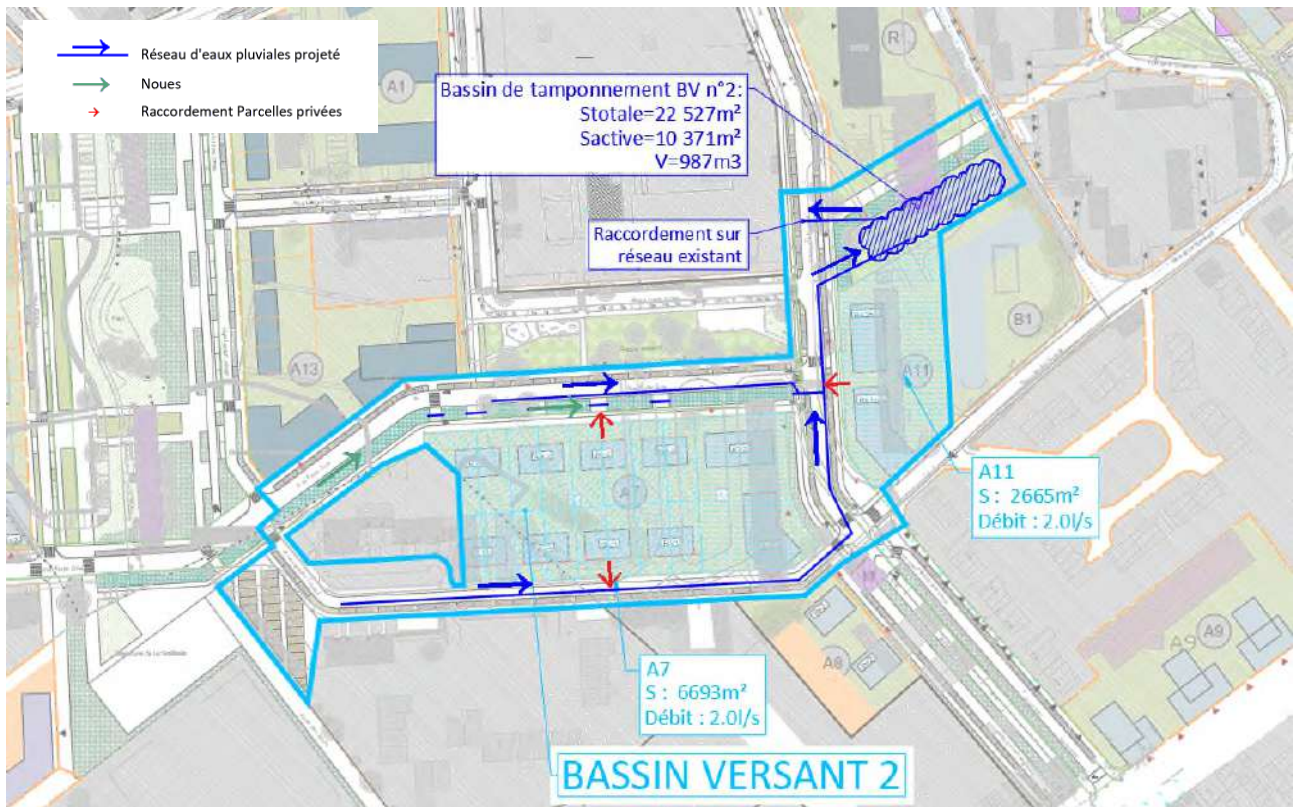 Réseau d'eaux pluviales projeté
Noues
Raccordement Parcelles privées
A1
R
Bassin de tamponnement BV n°2:
Stotale=22 527m²
Sactive=10 371m²
V=987m3
Raccordement sur
réseau existant
A13
B1
A11
A7
A11
S : 2665m²
Débit : 2.0l/s
A8
A9
A9
A7
S : 6693m²
Débit : 2.0l/s
BASSIN VERSANT 2